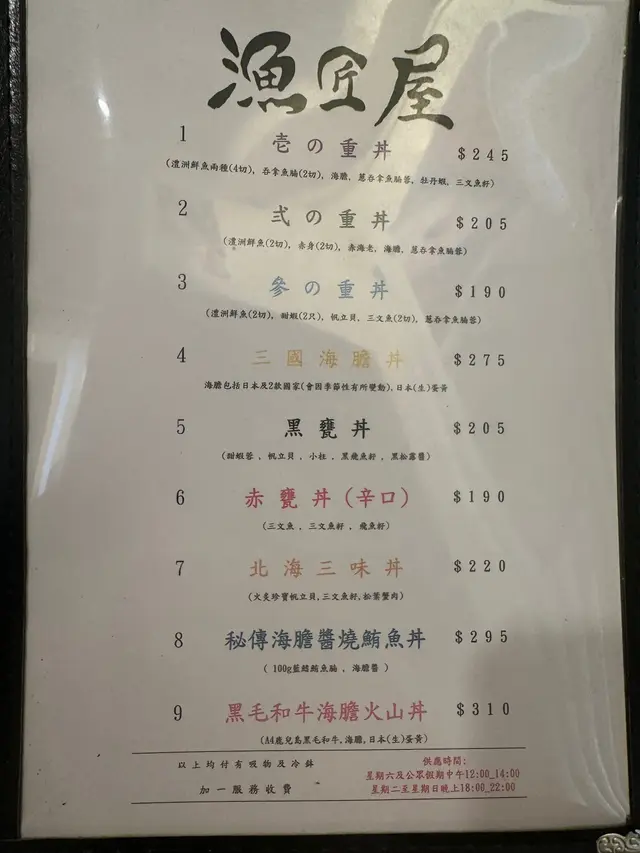 漁匠屋
1 壱の重丼 $245
(澧洲鮮魚兩種(4切), 吞拿魚腩(2切), 海膽, 蔥吞拿魚腩蓉, 牡丹蝦, 三文魚籽)
2 弍の重丼 $205
(澧洲鮮魚(2切), 赤身(2切), 赤海老, 海膽, 蔥吞拿魚腩蓉)
3 參の重丼 $190
(澧洲鮮魚(2切), 甜蝦(2只), 帆立貝, 三文魚(2切), 蔥吞拿魚腩蓉)
4 三國海膽丼 $275
海膽包括日本及2款國家(會因季節性有所變動), 日本(生)蛋黃
5 黑甕丼 $205
(甜蝦蓉, 帆立貝, 小柱, 黑飛魚籽, 黑松露醬)
6 赤甕丼(辛口) $190
(三文魚, 三文魚籽, 飛魚籽)
7 北海三味丼 $220
(火炙珍寶帆立貝, 三文魚籽, 松葉蟹肉)
8 秘傳海膽醬燒鮪魚丼 $295
(100g藍鰭鮪魚腩, 海膽醬)
9 黑毛和牛海膽火山丼 $310
(A4鹿兒島黑毛和牛, 海膽, 日本(生)蛋黃)
以上均付有吸物及冷鉢
加一服務收費
供應時間:
星期六及公眾假期中午12:00_14:00
星期二至星期日晚上18:00_22:00